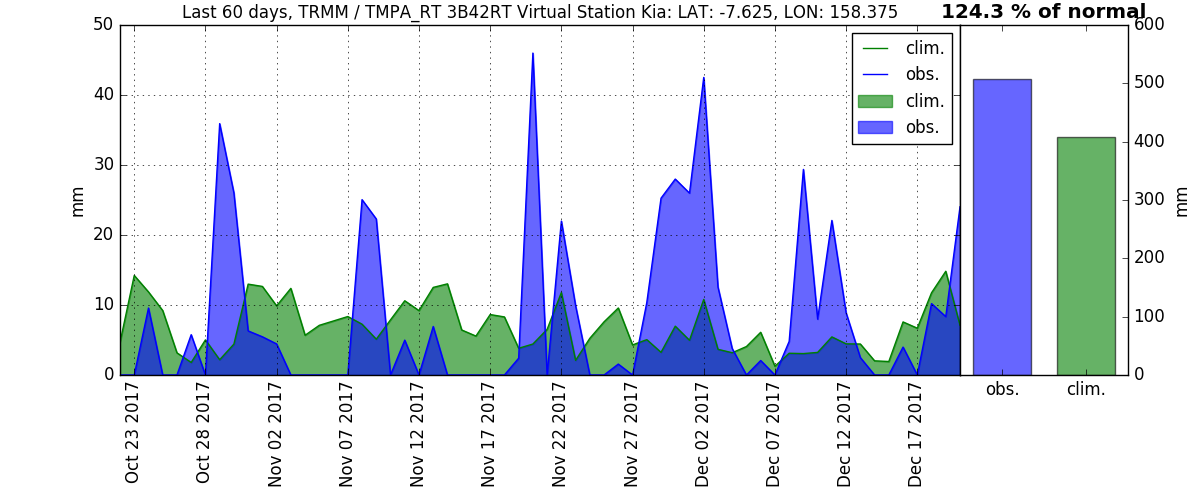 Last 60 days, TRMM / TMPA_RT 3B42RT Virtual Station Kia: LAT: -7.625, LON: 158.375
124.3 % of normal
50
40
30
20
10
0
mm
clim.
obs.
clim.
obs.
600
500
400
300
200
100
0
mm
obs.
clim.
Oct 23 2017
Oct 28 2017
Nov 02 2017
Nov 07 2017
Nov 12 2017
Nov 17 2017
Nov 22 2017
Nov 27 2017
Dec 02 2017
Dec 07 2017
Dec 12 2017
Dec 17 2017